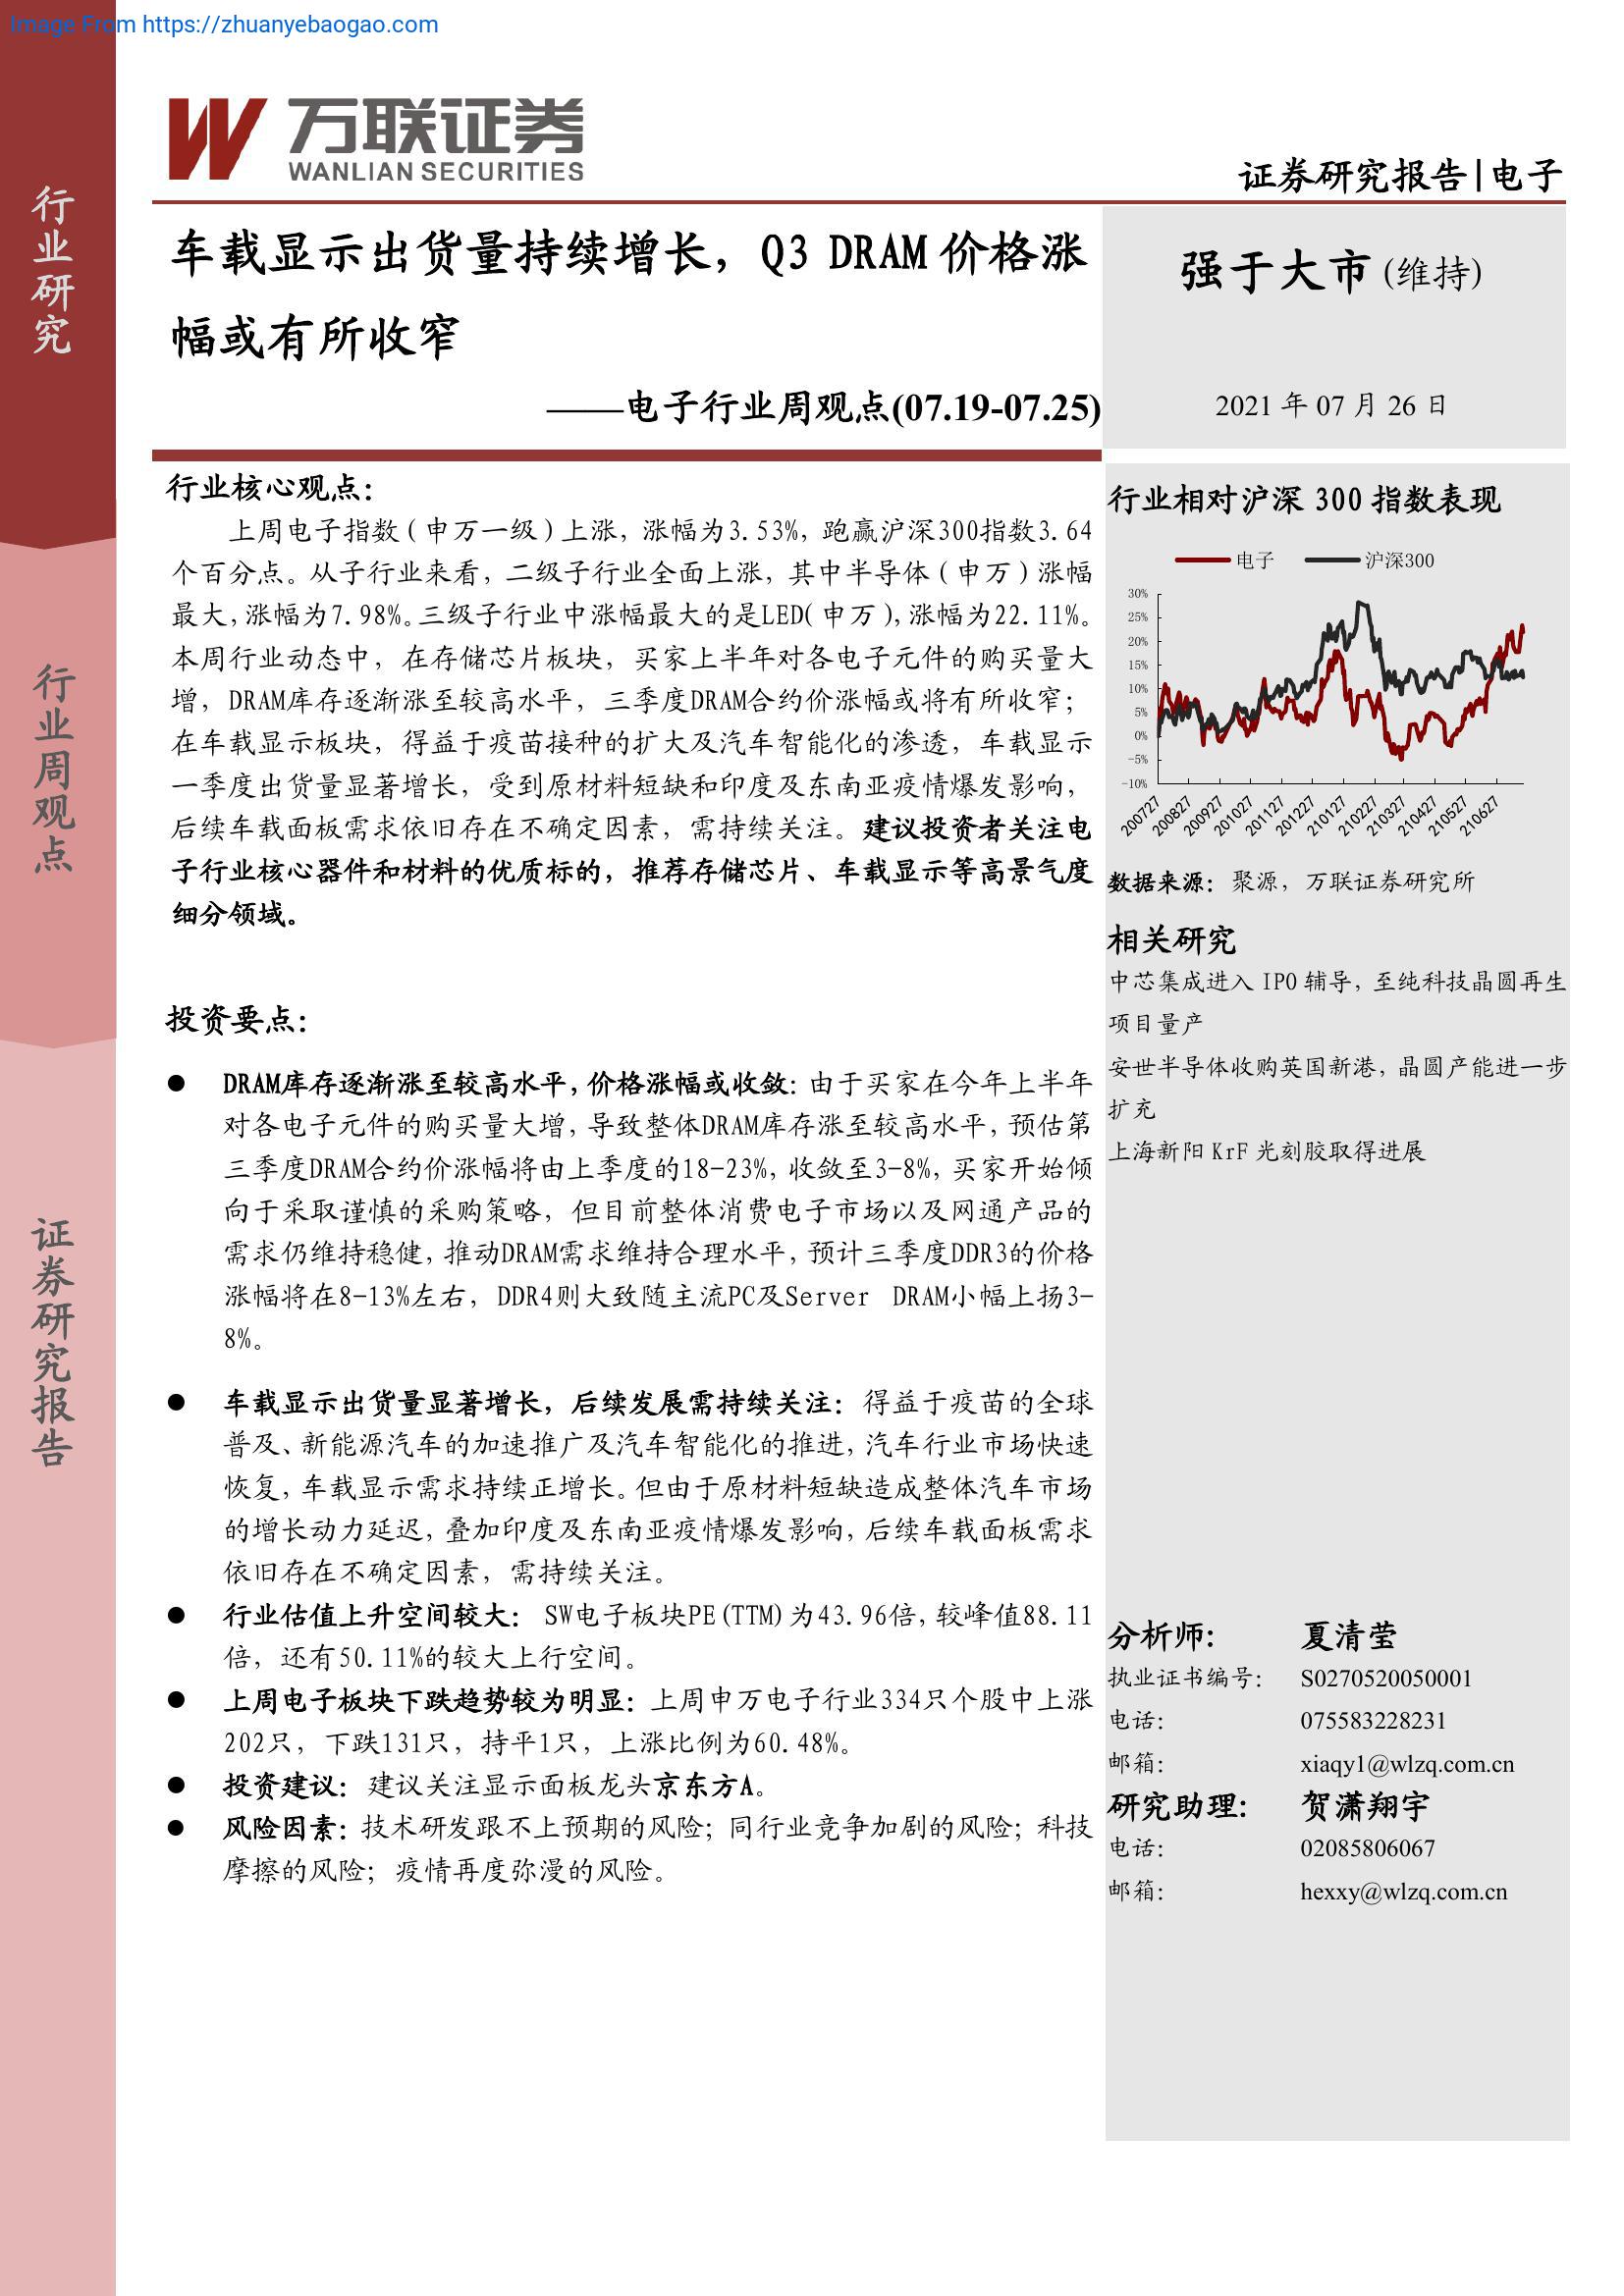 Image From https://zhuanyebaogao.com
万联证券
WANLIAN SECURITIES
证券研究报告|电子
行业研究
行业周观点
证券研究报告
车载显示出货量持续增长，Q3 DRAM 价格涨
幅或有所收窄
——电子行业周观点(07.19-07.25)
强于大市(维持)
2021 年 07 月 26 日
行业核心观点：
上周电子指数（申万一级）上涨，涨幅为3.53%，跑赢沪深300指数3.64
个百分点。从子行业来看，二级子行业全面上涨，其中半导体（申万）涨幅
最大，涨幅为7.98%。三级子行业中涨幅最大的是LED(申万),涨幅为22.11%。
本周行业动态中，在存储芯片板块，买家上半年对各电子元件的购买量大
增，DRAM库存逐渐涨至较高水平，三季度DRAM合约价涨幅或将有所收窄；
在车载显示板块，得益于疫苗接种的扩大及汽车智能化的渗透，车载显示
一季度出货量显著增长，受到原材料短缺和印度及东南亚疫情爆发影响，
后续车载面板需求依旧存在不确定因素，需持续关注。建议投资者关注电
子行业核心器件和材料的优质标的，推荐存储芯片、车载显示等高景气度
细分领域。
投资要点：
● DRAM库存逐渐涨至较高水平，价格涨幅或收敛：由于买家在今年上半年
对各电子元件的购买量大增，导致整体DRAM库存涨至较高水平，预估第
三季度DRAM合约价涨幅将由上季度的18-23%，收敛至3-8%，买家开始倾
向于采取谨慎的采购策略，但目前整体消费电子市场以及网通产品的
需求仍维持稳健，推动DRAM需求维持合理水平，预计三季度DDR3的价格
涨幅将在8-13%左右，DDR4则大致随主流PC及Server DRAM小幅上扬3-
8%。
● 车载显示出货量显著增长，后续发展需持续关注：得益于疫苗的全球
普及、新能源汽车的加速推广及汽车智能化的推进，汽车行业市场快速
恢复，车载显示需求持续正增长。但由于原材料短缺造成整体汽车市场
的增长动力延迟，叠加印度及东南亚疫情爆发影响，后续车载面板需求
依旧存在不确定因素，需持续关注。
● 行业估值上升空间较大： SW电子板块PE(TTM)为43.96倍，较峰值88.11
倍，还有50.11%的较大上行空间。
● 上周电子板块下跌趋势较为明显：上周申万电子行业334只个股中上涨
202只，下跌131只，持平1只，上涨比例为60.48%。
● 投资建议：建议关注显示面板龙头京东方A。
● 风险因素：技术研发跟不上预期的风险；同行业竞争加剧的风险；科技
摩擦的风险；疫情再度弥漫的风险。
行业相对沪深 300 指数表现
电子 沪深300
30%
25%
20%
15%
10%
5%
0%
-5%
-10%
200727 200827 200927 201027 201127 201227 210127 210227 210327 210427 210527 210627
数据来源：聚源，万联证券研究所
相关研究
中芯集成进入 IPO 辅导，至纯科技晶圆再生
项目量产
安世半导体收购英国新港，晶圆产能进一步
扩充
上海新阳 KrF 光刻胶取得进展
分析师： 夏清莹
执业证书编号： S0270520050001
电话： 075583228231
邮箱： xiaqy1@wlzq.com.cn
研究助理： 贺潇翔宇
电话： 02085806067
邮箱： hexxy@wlzq.com.cn